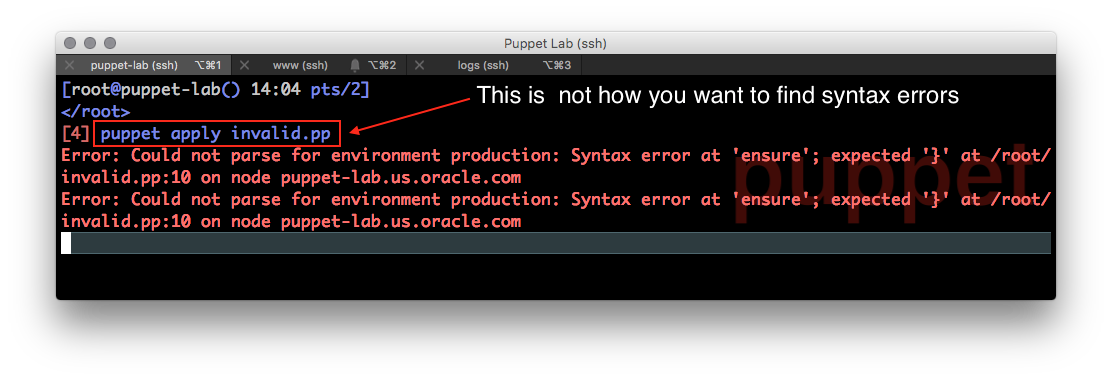 Puppet Lab (ssh)
puppet-lab (ssh) ⌥⌘1 www (ssh) ⌥⌘2 logs (ssh) ⌥⌘3
[root@puppet-lab() 14:04 pts/2]
This is not how you want to find syntax errors
</root>
[4] puppet apply invalid.pp
Error: Could not parse for environment production: Syntax error at 'ensure'; expected '}' at /root/
invalid.pp:10 on node puppet-lab.us.oracle.com
Error: Could not parse for environment production: Syntax error at 'ensure'; expected '}' at /root/
invalid.pp:10 on node puppet-lab.us.oracle.com
puppet